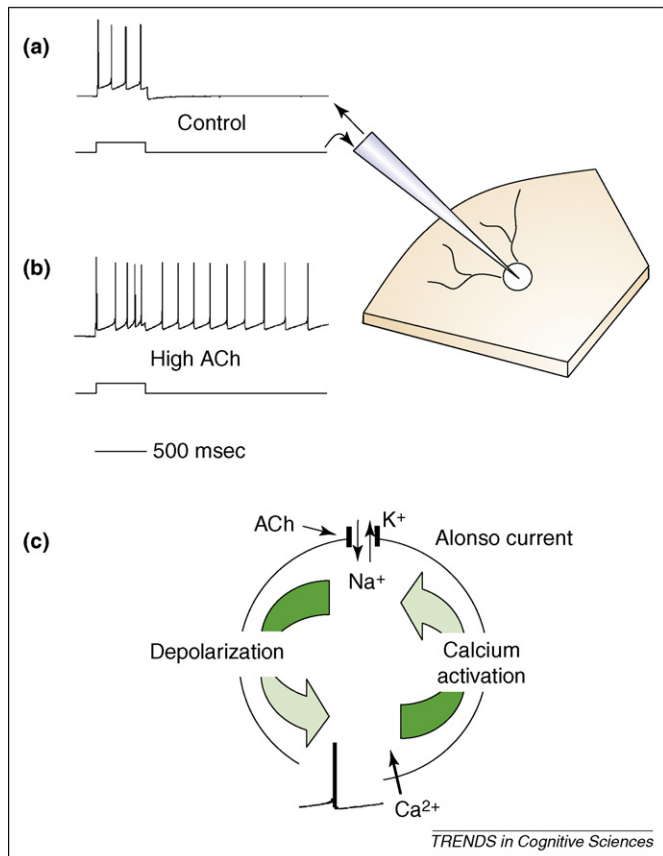 (a)
Control
(b)
High ACh
500 msec
(c)
ACh
K⁺
Alonso current
Na⁺
Depolarization
Calcium
activation
Ca²⁺
TRENDS in Cognitive Sciences